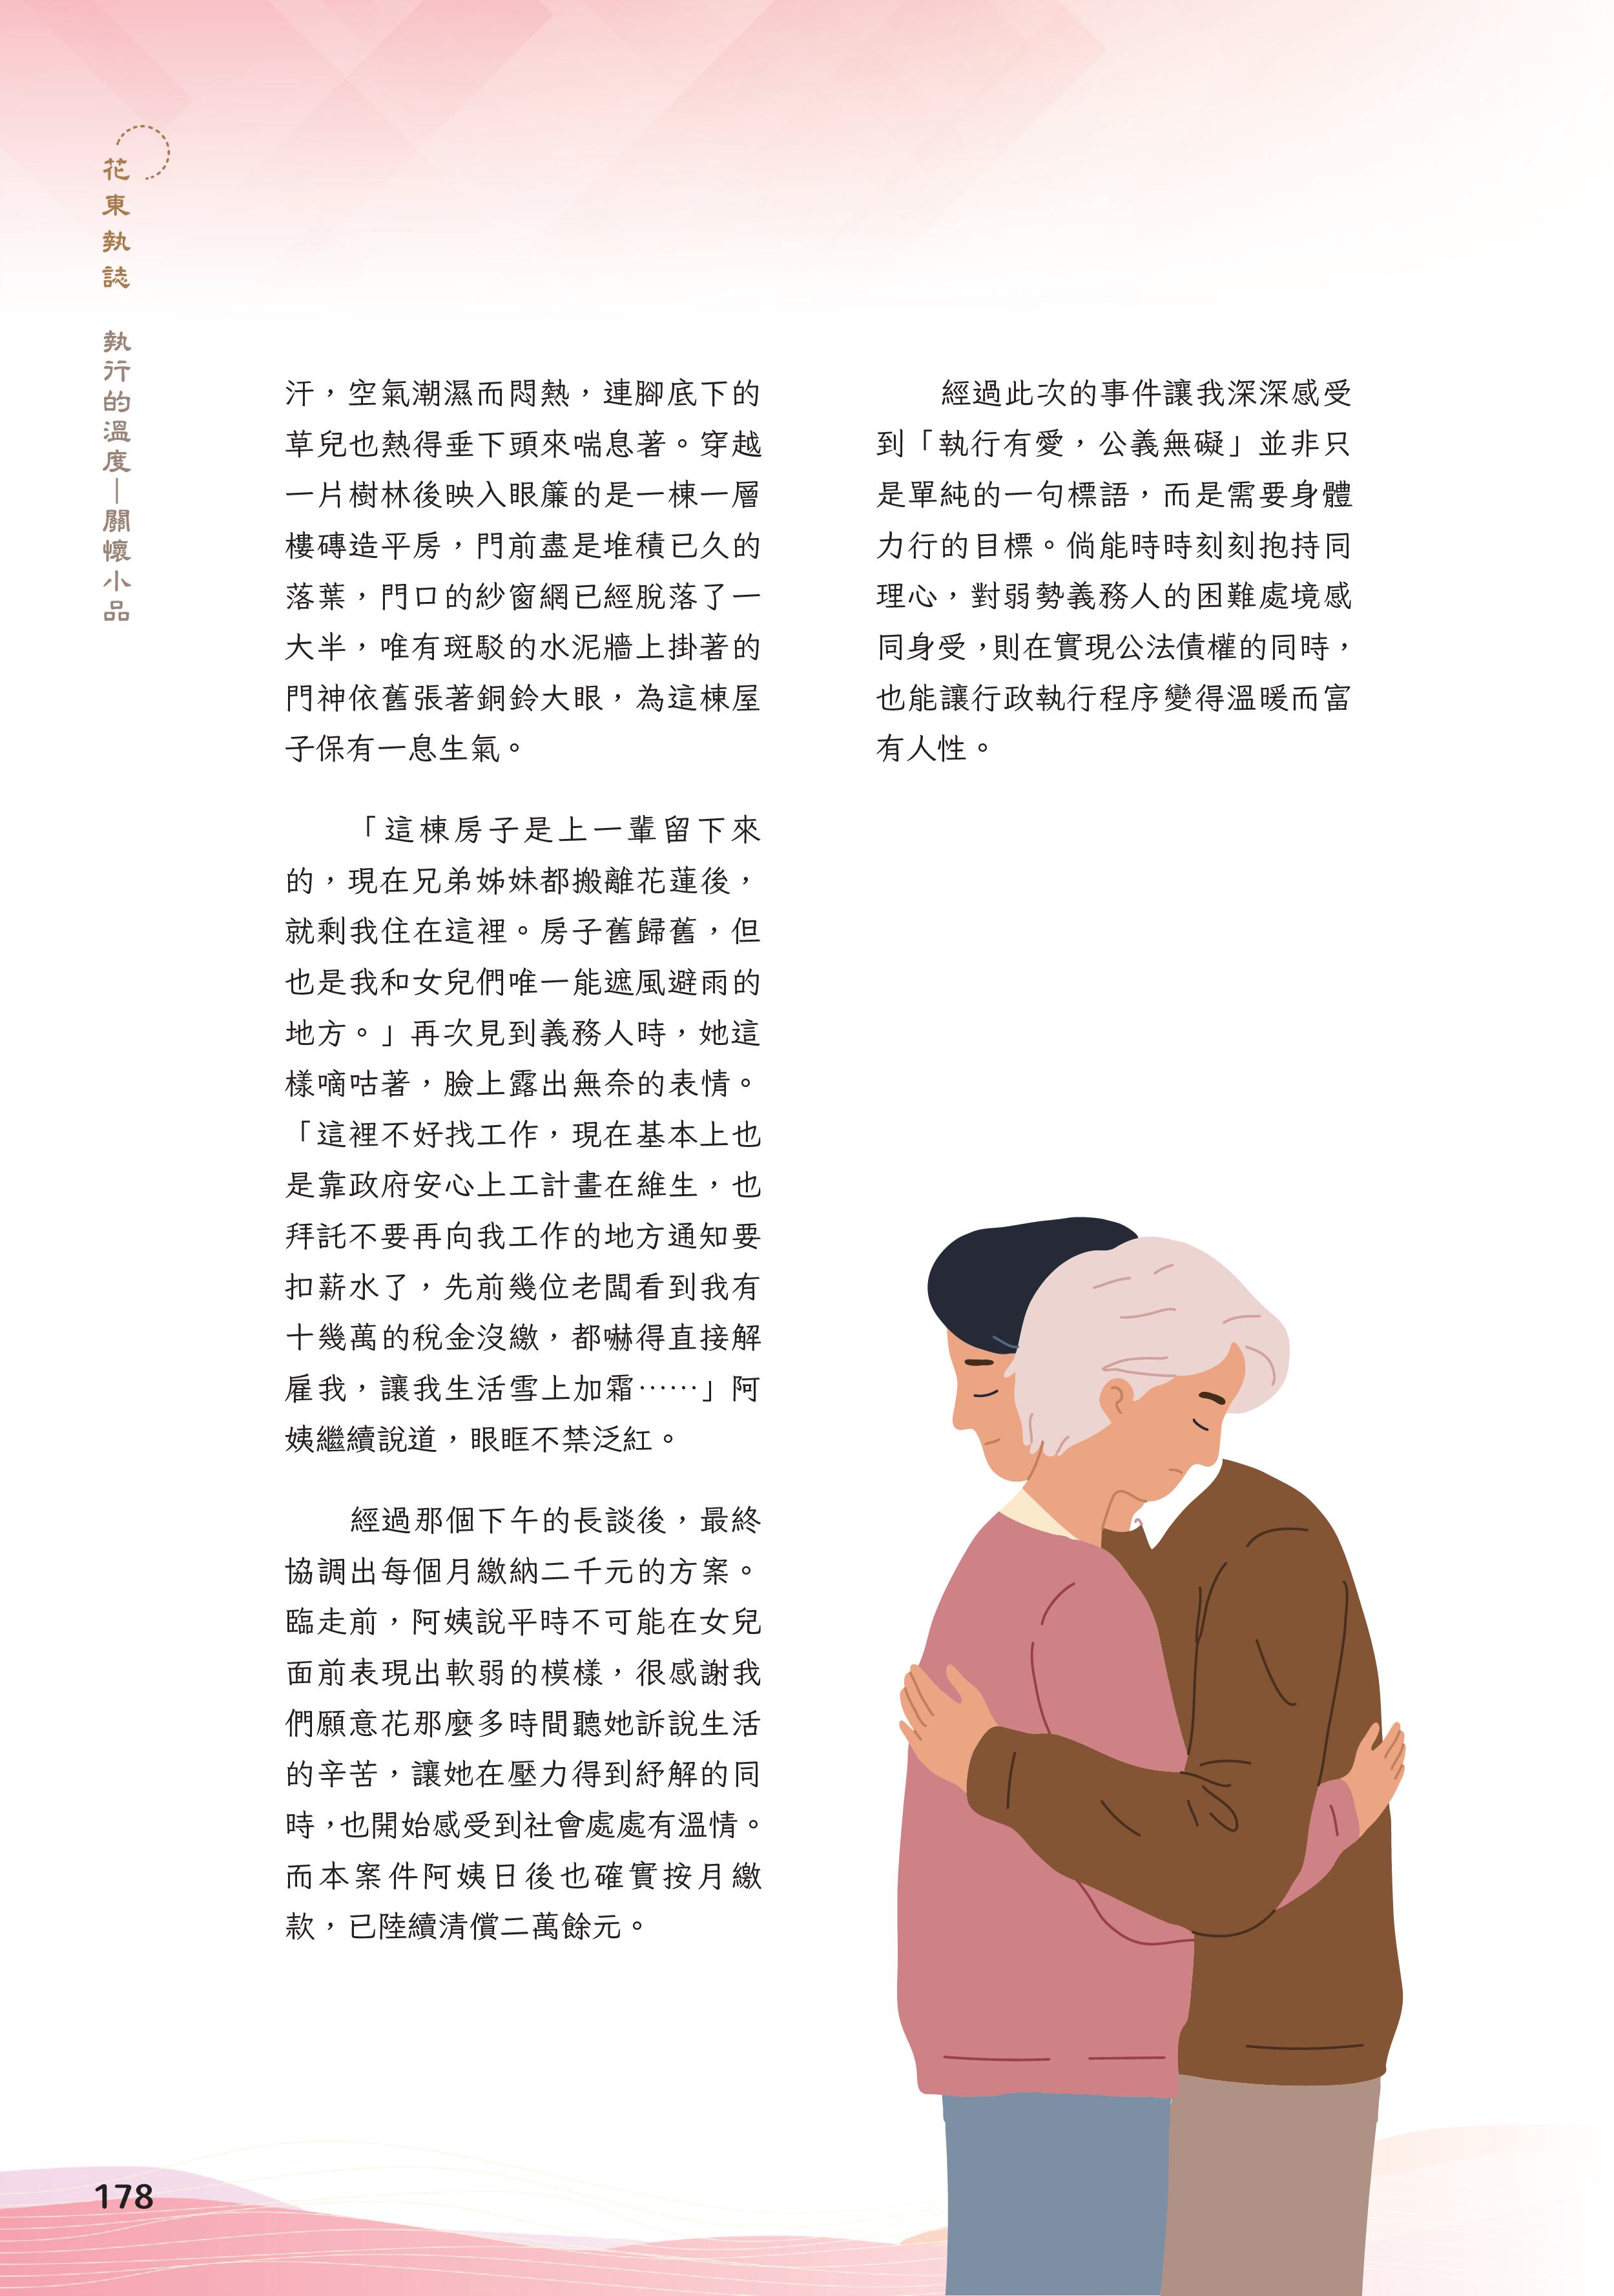 花東執誌 執行的溫度—關懷小品
汗，空氣潮濕而悶熱，連腳底下的
草兒也熱得垂下頭來喘息著。穿越
一片樹林後映入眼簾的是一棟一層
樓磚造平房，門前盡是堆積已久的
落葉，門口的紗窗網已經脫落了一
大半，唯有斑駁的水泥牆上掛著的
門神依舊張著銅鈴大眼，為這棟屋
子保有一息生氣。
「這棟房子是上一輩留下來
的，現在兄弟姊妹都搬離花蓮後，
就剩我住在這裡。房子舊歸舊，但
也是我和女兒們唯一能遮風避雨的
地方。」再次見到義務人時，她這
樣嘀咕著，臉上露出無奈的表情。
「這裡不好找工作，現在基本上也
是靠政府安心上工計畫在維生，也
拜託不要再向我工作的地方通知要
扣薪水了，先前幾位老闆看到我有
十幾萬的稅金沒繳，都嚇得直接解
雇我，讓我生活雪上加霜……」阿
姨繼續說道，眼眶不禁泛紅。
經過那個下午的長談後，最終
協調出每個月繳納二千元的方案。
臨走前，阿姨說平時不可能在女兒
面前表現出軟弱的模樣，很感謝我
們願意花那麼多時間聽她訴說生活
的辛苦，讓她在壓力得到紓解的同
時，也開始感受到社會處處有溫情。
而本案件阿姨日後也確實按月繳
款，已陸續清償二萬餘元。
經過此次的事件讓我深深感受
到「執行有愛，公義無礙」並非只
是單純的一句標語，而是需要身體
力行的目標。倘能時時刻刻抱持同
理心，對弱勢義務人的困難處境感
同身受，則在實現公法債權的同時，
也能讓行政執行程序變得溫暖而富
有人性。
178